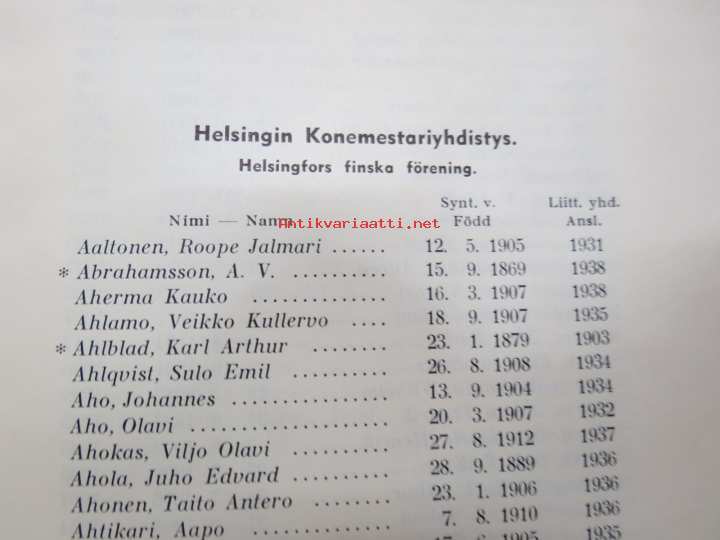 Helsingin Konemestariyhdistys.
Helsingfors finska förening.
Synt. v. Liitt. yhd.
Nimi — Namn Född Ansl.
Antikvariaatti.net
Aaltonen, Roope Jalmari ...... 12. 5. 1905 1931
* Abrahamsson, A. V. .......... 15. 9. 1869 1938
Aherma Kauko .............. 16. 3. 1907 1938
Ahlamo, Veikko Kullervo .... 18. 9. 1907 1935
* Ahlblad, Karl Arthur ........ 23. 1. 1879 1903
Ahlqvist, Sulo Emil .......... 26. 8. 1908 1934
Aho, Johannes ................ 13. 9. 1904 1934
Aho, Olavi .................. 20. 3. 1907 1932
Ahokas, Viljo Olavi .......... 27. 8. 1912 1937
Ahola, Juho Edvard .......... 28. 9. 1889 1936
Ahonen, Taito Antero ........ 23. 1. 1906 1936
Ahtikari, Aapo .............. 7. 8. 1910 1936
1905 1935